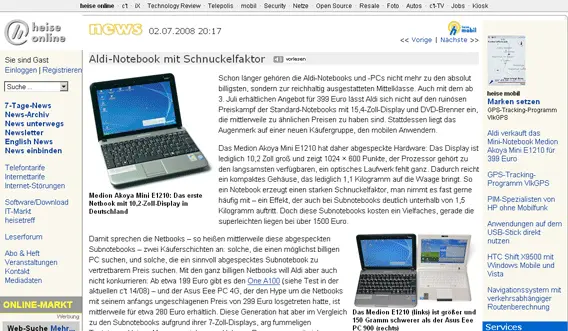 heise online c't iX Technology Review Telepolis mobil Security Netze Open Source Resale Foto Autos c't-TV Jobs Kiosk
heise
online
news 02.07.2008 20:17
heise
mobil
<< Vorige | Nächste >>
Sie sind Gast
Einloggen | Registrieren
Suche ...
7-Tage-News
News-Archiv
News unterwegs
Newsletter
English News
News einbinden
Telefontarife
Internettarife
Internet-Störungen
Software/Download
IT-Markt
heisetreff
Leserforum
Abo & Heft
Veranstaltungen
Kontakt
Mediadaten
ONLINE-MARKT
Werbung
Web-Suche Mehr...
Aldi-Notebook mit Schnuckelfaktor vorlesen
Schon länger gehören die Aldi-Notebooks und -PCs nicht mehr zu den absolut
billigsten, sondern zur reichhaltig ausgestatteten Mittelklasse. Auch mit dem ab
3. Juli erhältlichen Angebot für 399 Euro lässt Aldi sich nicht auf den ruinösen
Preiskampf der Standard-Notebooks mit 15,4-Zoll-Display und DVD-Brenner ein,
die mittlerweile zu ähnlichen Preisen zu haben sind. Stattdessen liegt das
Augenmerk auf einer neuen Käufergruppe, den mobilen Anwendern.
Das Medion Akoya Mini E1210 hat daher abgespeckte Hardware: Das Display ist
lediglich 10,2 Zoll groß und zeigt 1024 × 600 Punkte, der Prozessor gehört zu
den langsamsten verfügbaren, ein optisches Laufwerk fehlt ganz. Dadurch reicht
ein kompaktes Gehäuse, das lediglich 1,1 Kilogramm auf die Waage bringt. So
ein Notebook erzeugt einen starken Schnuckelfaktor, man nimmt es fast gerne
häufig mit – ein Effekt, der auch bei Subnotebooks deutlich unterhalb von 1,5
Kilogramm auftritt. Doch diese Subnotebooks kosten ein Vielfaches, gerade die
superleichten liegen bei über 1500 Euro.
Medion Akoya Mini E1210: Das erste
Netbook mit 10,2-Zoll-Display in
Deutschland
Damit sprechen die Netbooks – so heißen mittlerweile diese abgespeckten
Subnotebooks – zwei Käuferschichten an: solche, die einen möglichst billigen
PC suchen, und solche, die ein sinnvoll abgespecktes Subnotebook zu
vertretbarem Preis suchen. Mit den ganz billigen Netbooks will Aldi aber auch
nicht konkurrieren: Ab etwa 189 Euro gibt es den One A100 (siehe Test in der
aktuellen c't 14/08) – und der Asus Eee PC 4G, der den Hype um die Netbooks
mit seinem anfangs ungeschlagenen Preis von 299 Euro losgetreten hatte, ist
mittlerweile für etwa 280 Euro erhältlich. Diese Generation hat aber im Vergleich
zu den Subnotebooks aufgrund ihrer 7-Zoll-Displays, arg fummeligen
Das Medion E1210 (links) ist größer und
150 Gramm schwerer als der Asus Eee
PC 900 (rechts)
heise mobil
Marken setzen
GPS-Tracking-Programm
VlkGPS
Aldi verkauft das
Mini-Notebook Medion
Akoya E1210 für
399 Euro
GPS-Tracking-
Programm VlkGPS
PIM-Spezialisten von
HP ohne Mobilfunk
Anwendungen auf dem
USB-Stick direkt
nutzen
HTC Shift X9500 mit
Windows Mobile und
Vista
Navigationssystem mit
verkehrsabhängiger
Routenberechnung
Services